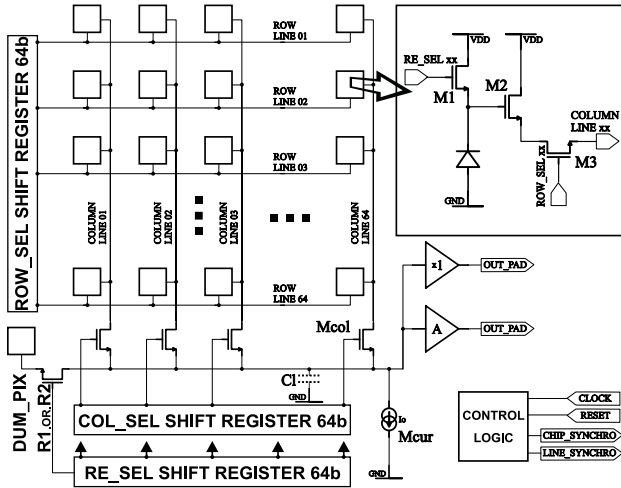 ROW_SEL SHIFT REGISTER 64b
ROW
LINE 01
ROW
LINE 02
ROW
LINE 03
ROW
LINE 64
COLUMN
LINE 01
COLUMN
LINE 02
COLUMN
LINE 03
COLUMN
LINE 64
VDD
VDD
RE_SEL xx
M1
M2
COLUMN
LINE xx
M3
ROW_SEL xx
GND
x1
OUT_PAD
A
OUT_PAD
Mcol
DUM_PIX
R1.OR.R2
Cl
GND
Io
Mcur
GND
COL_SEL SHIFT REGISTER 64b
RE_SEL SHIFT REGISTER 64b
CONTROL
LOGIC
CLOCK
RESET
CHIP_SYNCHRO
LINE_SYNCHRO